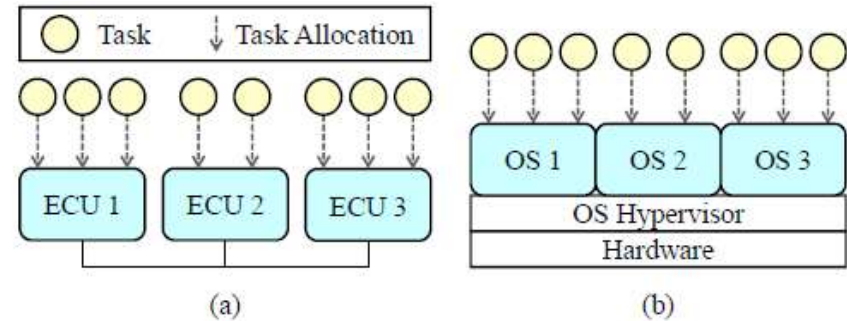 Task
Task Allocation
ECU 1
ECU 2
ECU 3
(a)
OS 1
OS 2
OS 3
OS Hypervisor
Hardware
(b)